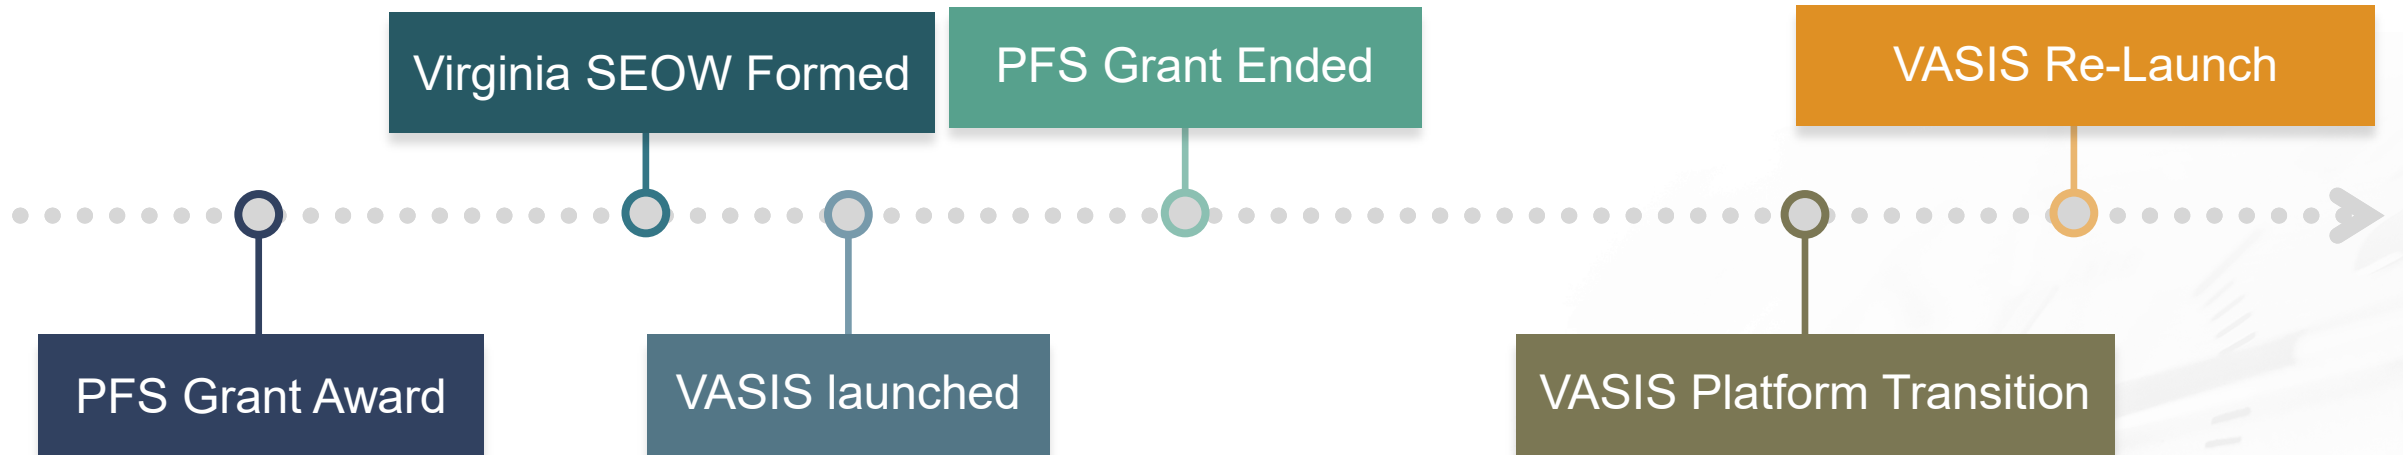 Virginia SEOW Formed
PFS Grant Ended
VASIS Re-Launch
PFS Grant Award
VASIS launched
VASIS Platform Transition